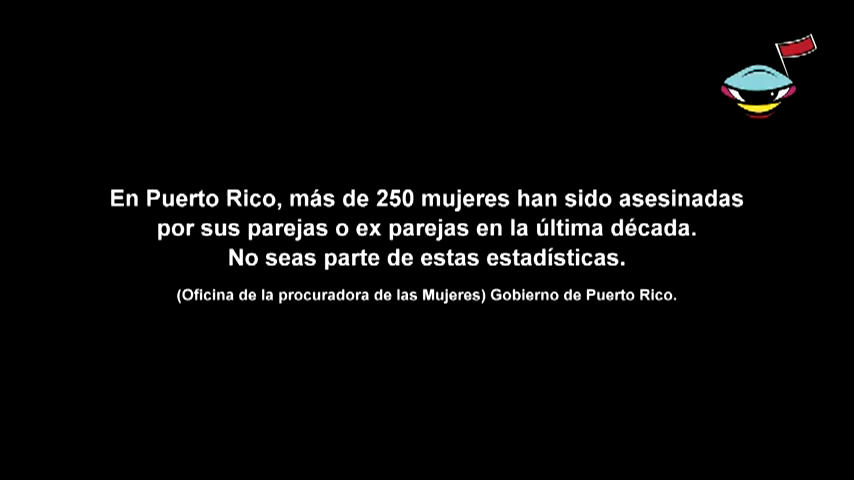 En Puerto Rico, más de 250 mujeres han sido asesinadas
por sus parejas o ex parejas en la última década.
No seas parte de estas estadísticas.
(Oficina de la procuradora de las Mujeres) Gobierno de Puerto Rico.